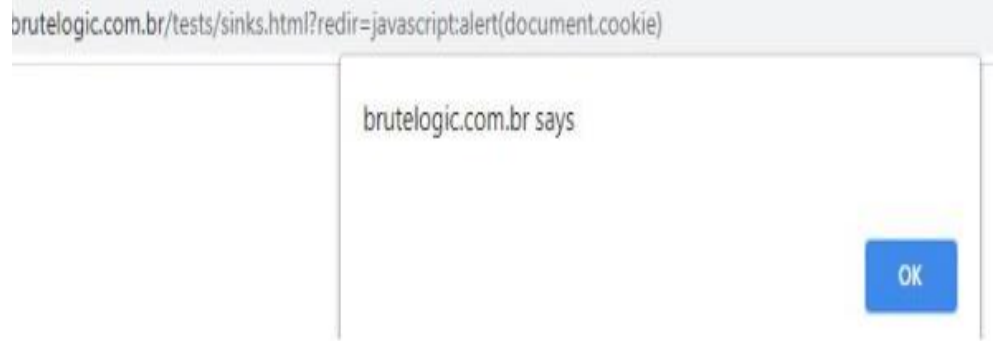 brutelogic.com.br/tests/sinks.html?redir=javascript:alert(document.cookie)
brutelogic.com.br says
OK